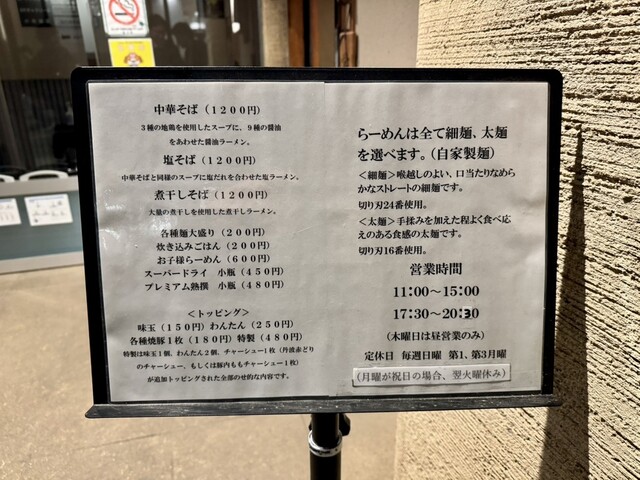 中華そば（1200円）
3種の地鶏を使用したスープに、9種の醤油
をあわせた醤油ラーメン。
塩そば（1200円）
中華そばと同様のスープに塩だれを合わせた塩ラーメン。
煮干しそば（1200円）
大量の煮干しを使用した煮干しラーメン。
各種麺大盛り（200円）
炊き込みごはん（200円）
お子様らーめん（600円）
スーパードライ　小瓶（450円）
プレミアム熟撰　小瓶（480円）
＜トッピング＞
味玉（150円）わんたん（250円）
各種焼豚1枚（180円）特製（480円）
特製は味玉1個、わんたん2個、チャーシュー1枚（丹波赤どり
のチャーシュー、もしくは豚内ももチャーシュー1枚）
が追加トッピングされた全部のせ的な内容です。
らーめんは全て細麺、太麺
を選べます。（自家製麺）
＜細麺＞喉越しのよい、口当たりなめら
かなストレートの細麺です。
切り刃24番使用。
＜太麺＞手揉みを加えた程よく食べ応
えのある食感の太麺です。
切り刃16番使用。
営業時間
11:00～15:00
17:30～20:30
（木曜日は昼営業のみ）
定休日　毎週日曜　第1、第3月曜
（月曜が祝日の場合、翌火曜休み）